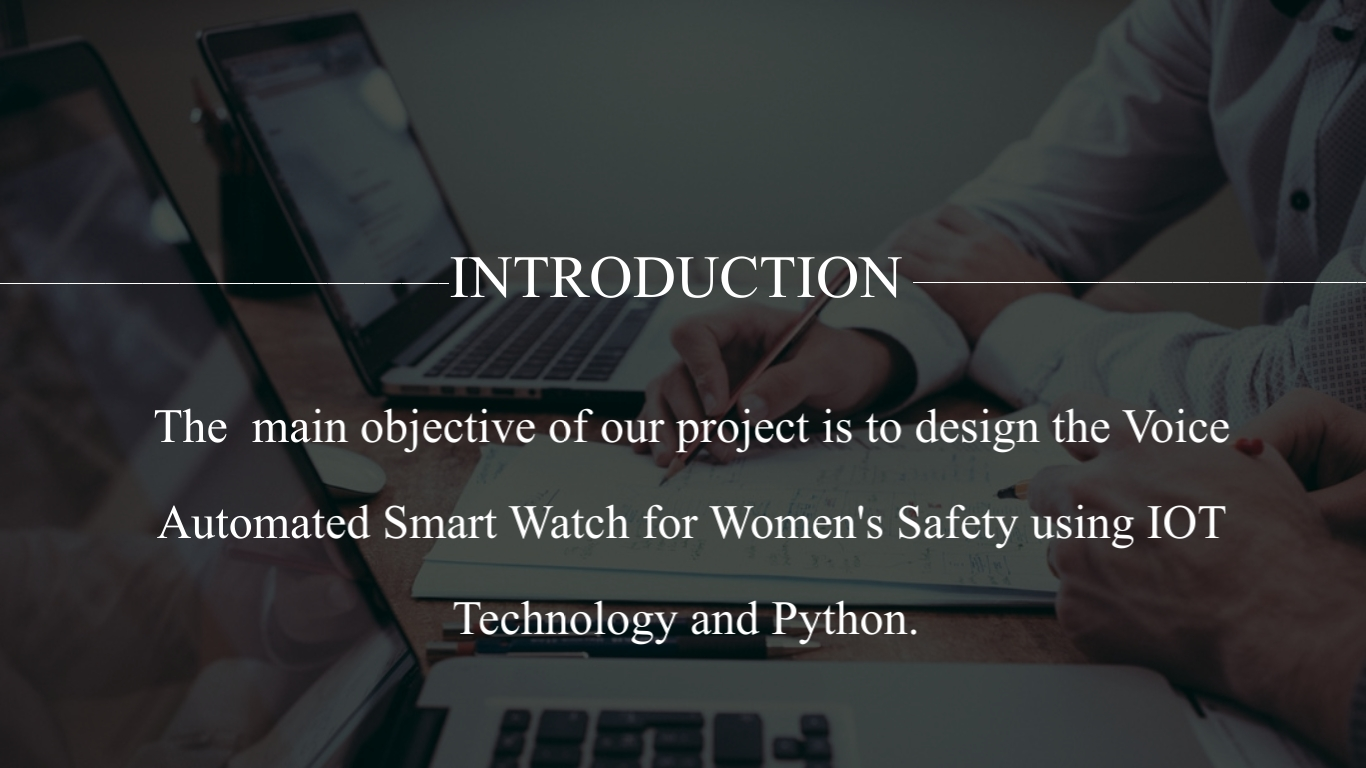 INTRODUCTION
The  main objective of our project is to design the Voice
Automated Smart Watch for Women's Safety using IOT
Technology and Python.